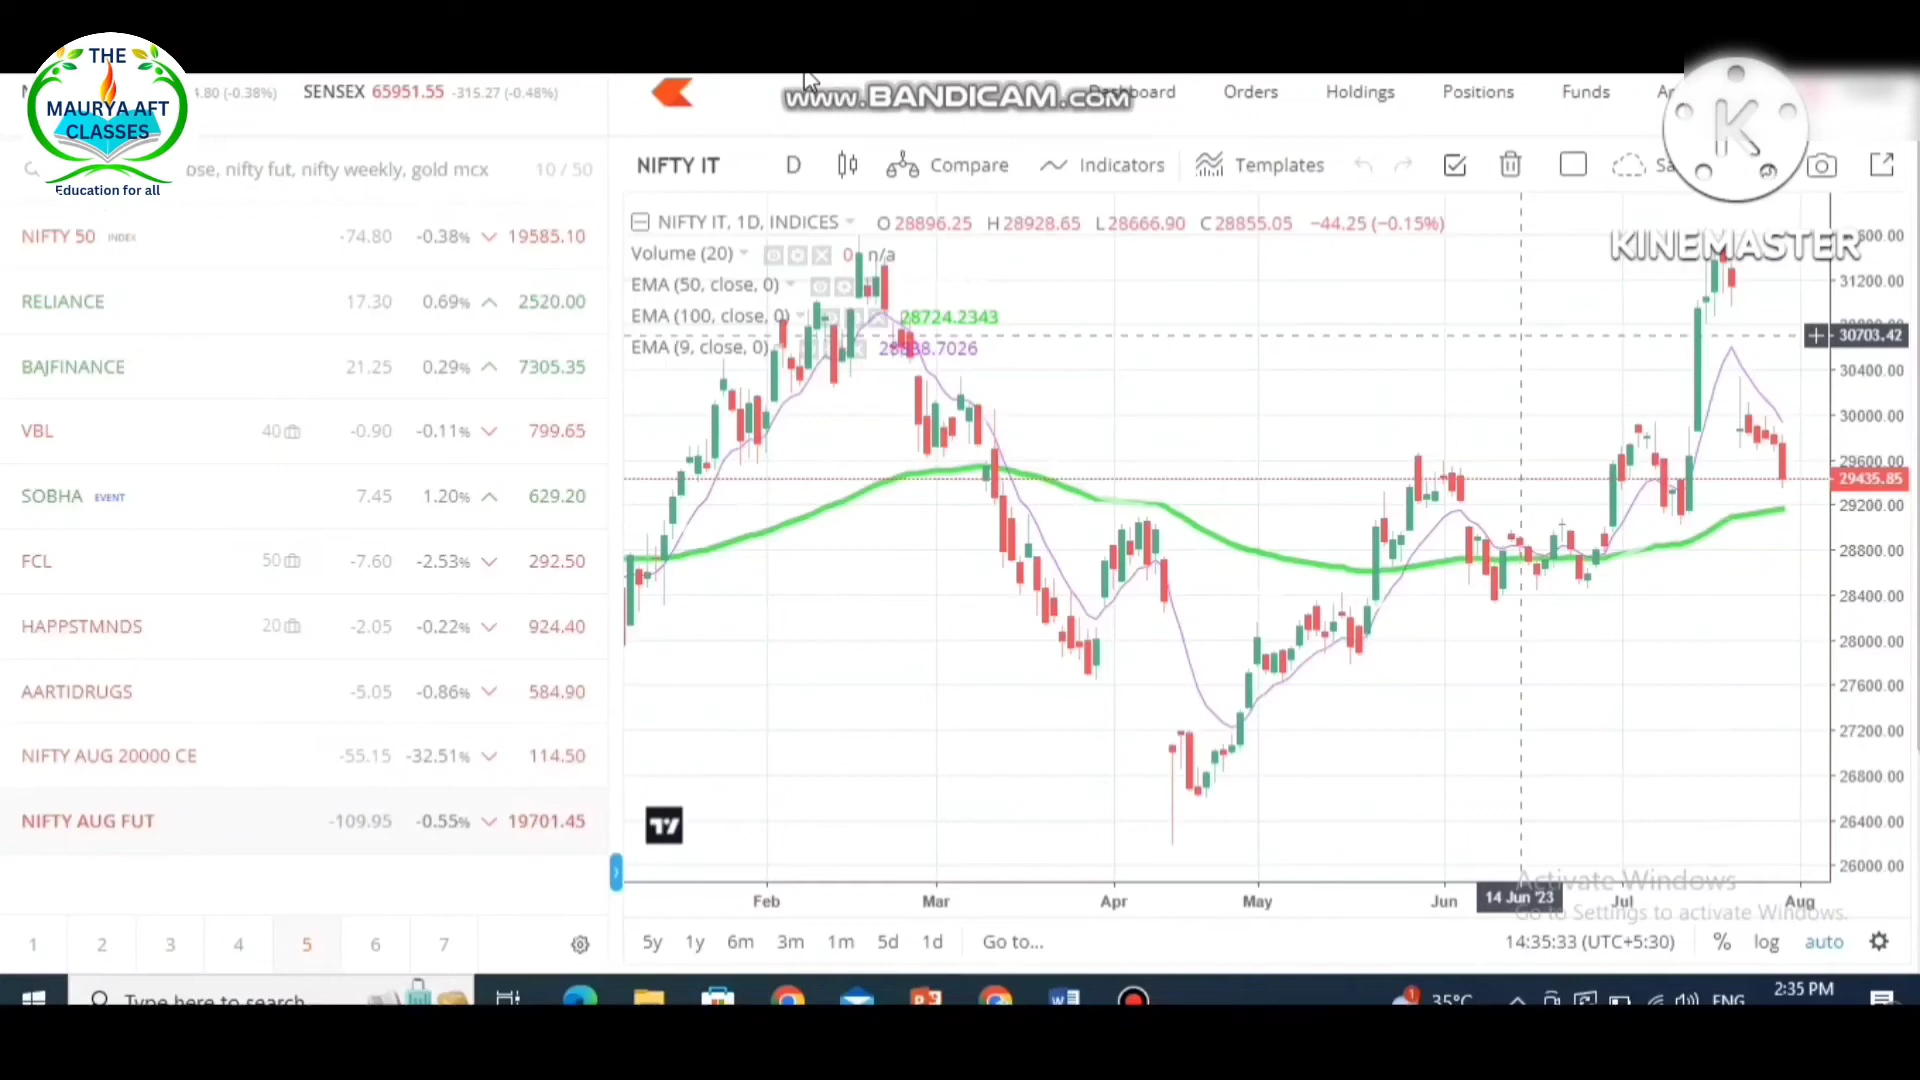 THE
MAURYA AFT
CLASSES
Education for all
4.80 (-0.38%) SENSEX 65951.55 -315.27 (-0.48%)
www.BANDICAM.com
Orders Holdings Positions Funds
ose, nifty fut, nifty weekly, gold mcx 10 / 50
NIFTY 50 INDEX -74.80 -0.38% 19585.10
RELIANCE 17.30 0.69% 2520.00
BAJFINANCE 21.25 0.29% 7305.35
VBL 40 -0.90 -0.11% 799.65
SOBHA EVENT 7.45 1.20% 629.20
FCL 50 -7.60 -2.53% 292.50
HAPPSTMNDS 20 -2.05 -0.22% 924.40
AARTIDRUGS -5.05 -0.86% 584.90
NIFTY AUG 20000 CE -55.15 -32.51% 114.50
NIFTY AUG FUT -109.95 -0.55% 19701.45
1 2 3 4 5 6 7
NIFTY IT D Compare Indicators Templates
K
KINEMASTER
NIFTY IT, 1D, INDICES O 28896.25 H 28928.65 L 28666.90 C 28855.05 −44.25 (−0.15%)
Volume (20) 0 n/a
EMA (50, close, 0)
EMA (100, close, 0) 28724.2343
EMA (9, close, 0)
31200.00
30703.42
30400.00
30000.00
29600.00
29435.85
29200.00
28800.00
28400.00
28000.00
27600.00
27200.00
26800.00
26400.00
26000.00
Feb Mar Apr May Jun 14 Jun '23 Jul Aug
Activate Windows
Go to Settings to activate Windows.
5y 1y 6m 3m 1m 5d 1d Go to... 14:35:33 (UTC+5:30) % log auto
Type here to search 1 35°C ENG 2:35 PM